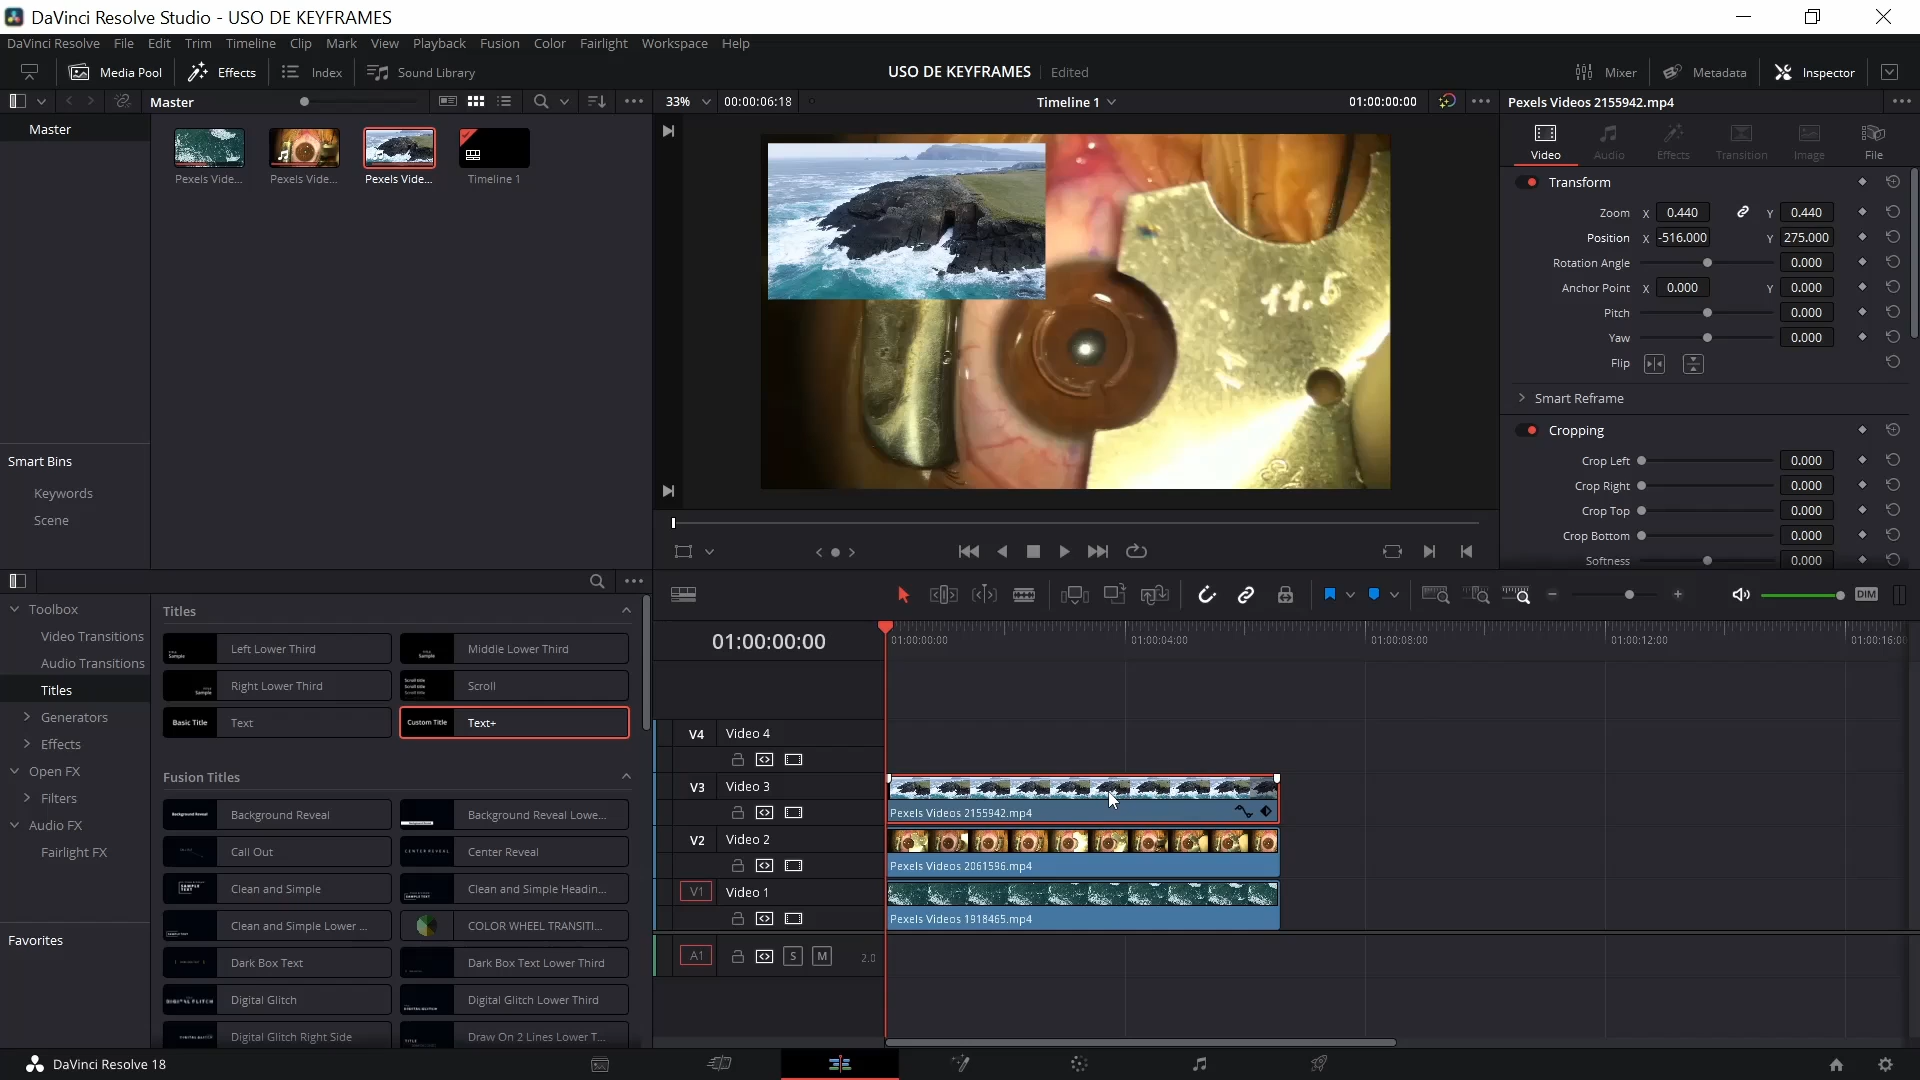 DaVinci Resolve Studio - USO DE KEYFRAMES
DaVinci Resolve File Edit Trim Timeline Clip Mark View Playback Fusion Color Fairlight Workspace Help
Media Pool Effects Index Sound Library USO DE KEYFRAMES Edited Mixer Metadata Inspector
Master 33% 00:00:06:18 Timeline 1 01:00:00:00 Pexels Videos 2155942.mp4
Master
Pexels Vide... Pexels Vide... Pexels Vide... Timeline 1
Video Audio Effects Transition Image File
Transform
Zoom X 0.440 Y 0.440
Position X -516.000 Y 275.000
Rotation Angle 0.000
Anchor Point X 0.000 Y 0.000
Pitch 0.000
Yaw 0.000
Flip
Smart Reframe
Cropping
Crop Left 0.000
Crop Right 0.000
Crop Top 0.000
Crop Bottom 0.000
Softness 0.000
Smart Bins
Keywords
Scene
Toolbox
Video Transitions
Audio Transitions
Titles
Generators
Effects
Open FX
Filters
Audio FX
Fairlight FX
Favorites
Titles
Left Lower Third Middle Lower Third
Right Lower Third Scroll
Basic Title Text Custom Title Text+
Fusion Titles
Background Reveal Background Reveal Lowe...
Call Out Center Reveal
Clean and Simple Clean and Simple Headin...
Clean and Simple Lower ... COLOR WHEEL TRANSITI...
Dark Box Text Dark Box Text Lower Third
Digital Glitch Digital Glitch Lower Third
Digital Glitch Right Side Draw On 2 Lines Lower T...
DIM
01:00:00:00 01:00:00:00 01:00:04:00 01:00:08:00 01:00:12:00 01:00:16:00
V4 Video 4
V3 Video 3
Pexels Videos 2155942.mp4
V2 Video 2
Pexels Videos 2061596.mp4
V1 Video 1
Pexels Videos 1918465.mp4
A1 S M 2.0
DaVinci Resolve 18